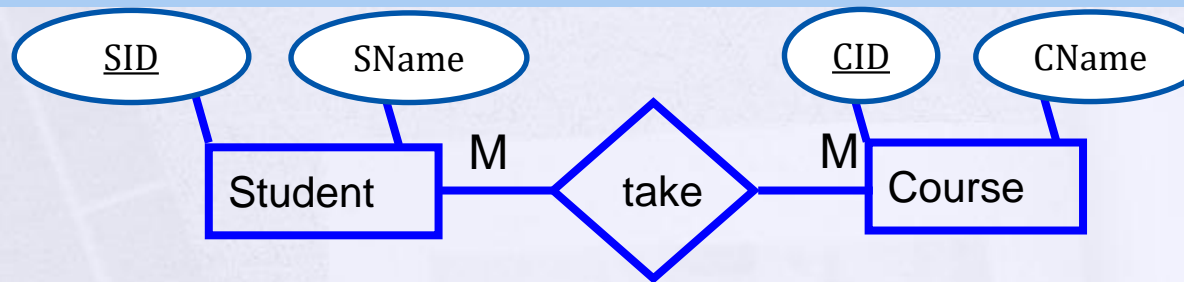 SID
SName
CID
CName
Student
M
take
M
Course